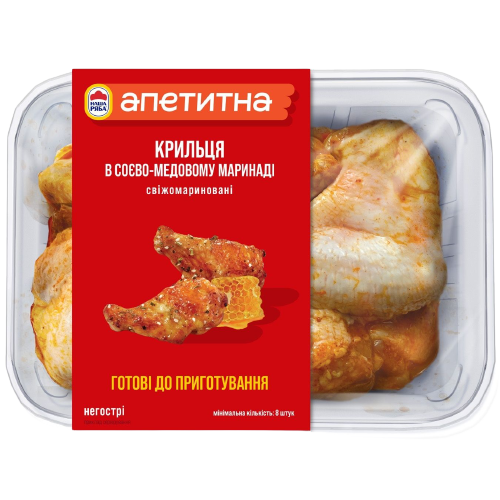 НАША
РЯБА
апетитна
КРИЛЬЦЯ
В СОЄВО-МЕДОВОМУ МАРИНАДІ
свіжомариновані
ГОТОВІ ДО ПРИГОТУВАННЯ
негострі
мінімальна кількість: 8 штук